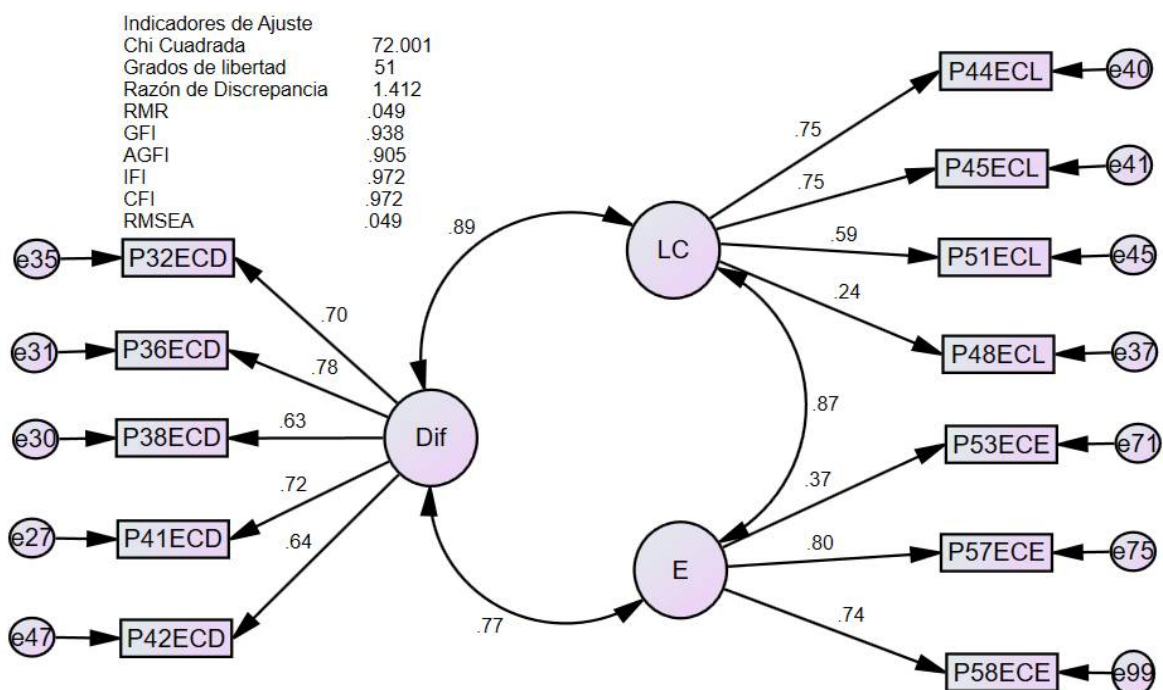 Indicadores de Ajuste
Chi Cuadrada 72.001
Grados de libertad 51
Razón de Discrepancia 1.412
RMR .049
GFI .938
AGFI .905
IFI .972
CFI .972
RMSEA .049
e35 P32ECD .70
e31 P36ECD .78
e30 P38ECD .63
e27 P41ECD .72
e47 P42ECD .64
Dif
.89
.77
LC
.87
E
.75 P44ECL e40
.75 P45ECL e41
.59 P51ECL e45
.24 P48ECL e37
.37 P53ECE e71
.80 P57ECE e75
.74 P58ECE e99